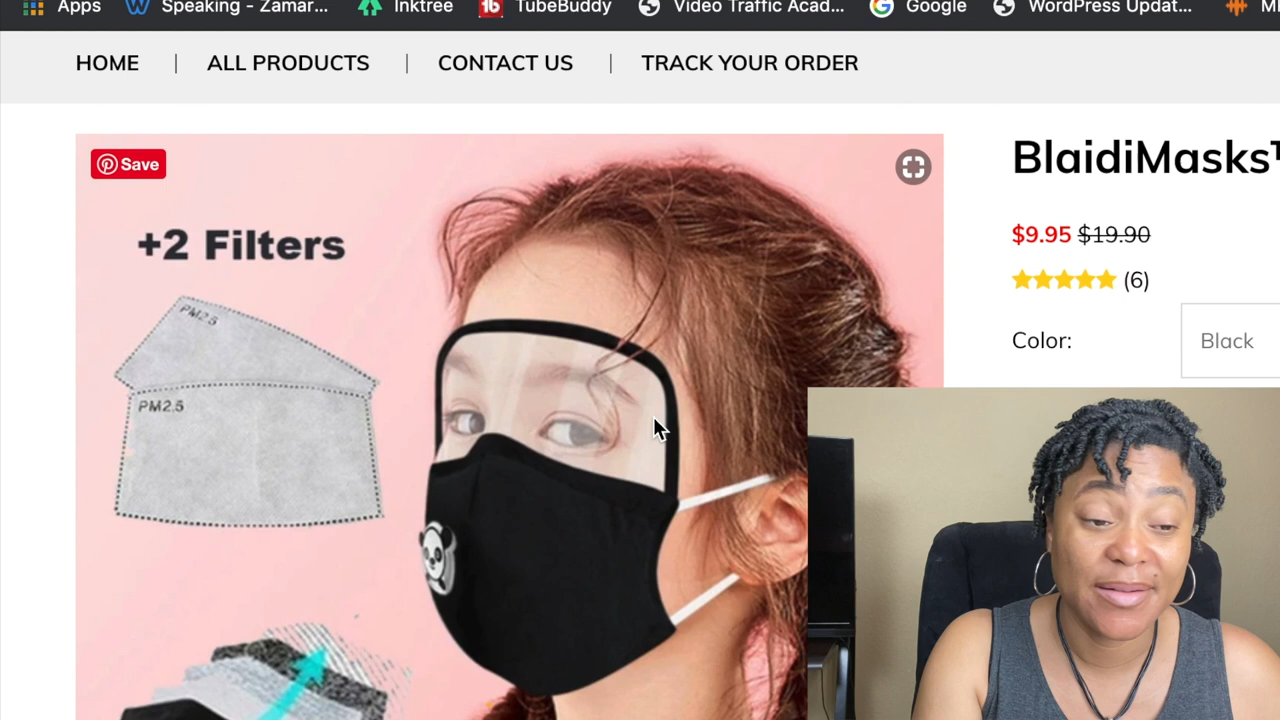 Apps
Speaking - Zamar...
Inktree
TubeBuddy
Video Traffic Acad...
Google
WordPress Updat...
HOME
ALL PRODUCTS
CONTACT US
TRACK YOUR ORDER
Save
+2 Filters
PM2.5
PM2.5
BlaidiMasks
$9.95 $19.90
(6)
Color:
Black